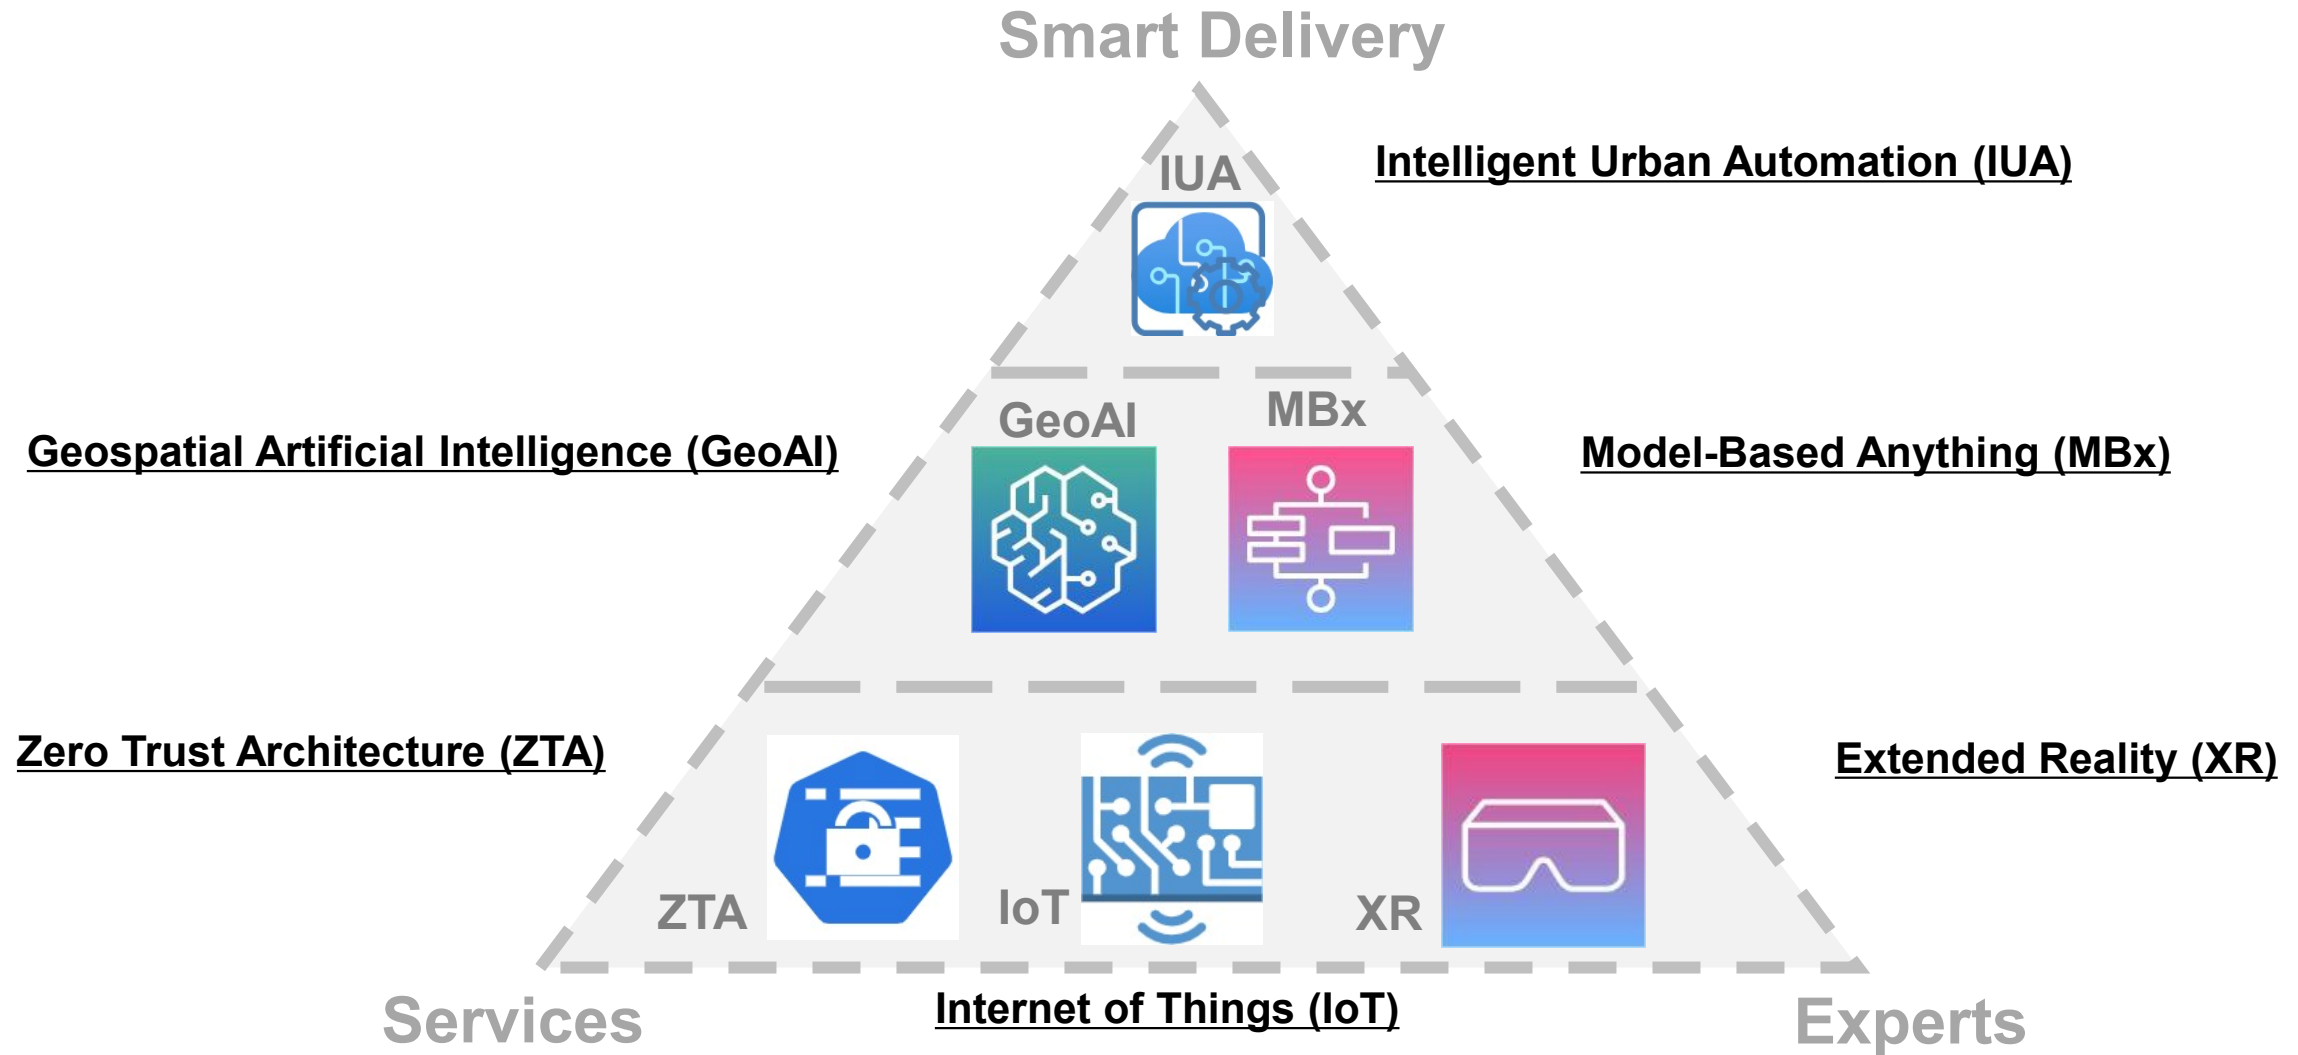 Smart Delivery
IUA
Intelligent Urban Automation (IUA)
GeoAI
MBx
Geospatial Artificial Intelligence (GeoAI)
Model-Based Anything (MBx)
Zero Trust Architecture (ZTA)
Extended Reality (XR)
ZTA
IoT
XR
Services
Internet of Things (IoT)
Experts